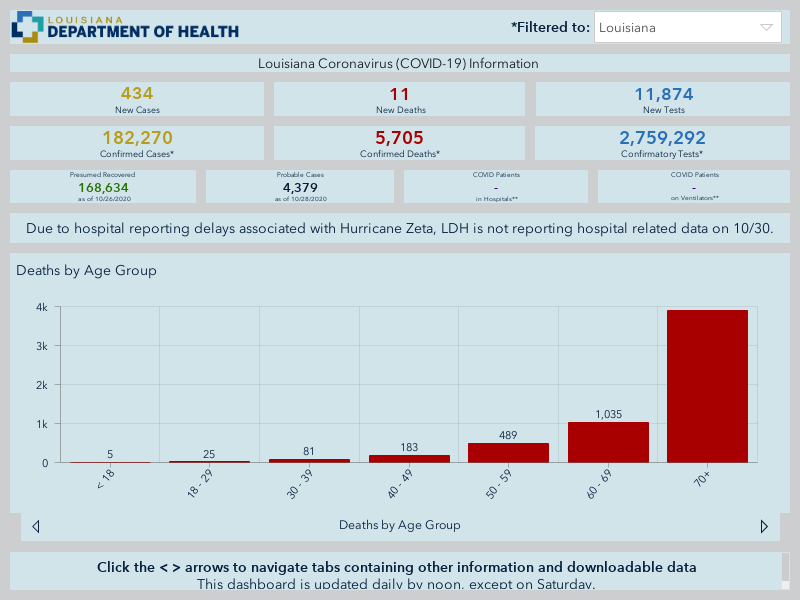 LOUISIANA
DEPARTMENT OF HEALTH
*Filtered to:
Louisiana
Louisiana Coronavirus (COVID-19) Information
434
New Cases
11
New Deaths
11,874
New Tests
182,270
Confirmed Cases*
5,705
Confirmed Deaths*
2,759,292
Confirmatory Tests*
Presumed Recovered
168,634
as of 10/26/2020
Probable Cases
4,379
as of 10/28/2020
COVID Patients
-
in Hospitals**
COVID Patients
-
on Ventilators**
Due to hospital reporting delays associated with Hurricane Zeta, LDH is not reporting hospital related data on 10/30.
Deaths by Age Group
4k
3k
2k
1k
0
5
25
81
183
489
1,035
< 18
18 - 29
30 - 39
40 - 49
50 - 59
60 - 69
70+
Deaths by Age Group
Click the < > arrows to navigate tabs containing other information and downloadable data
This dashboard is updated daily by noon, except on Saturday.